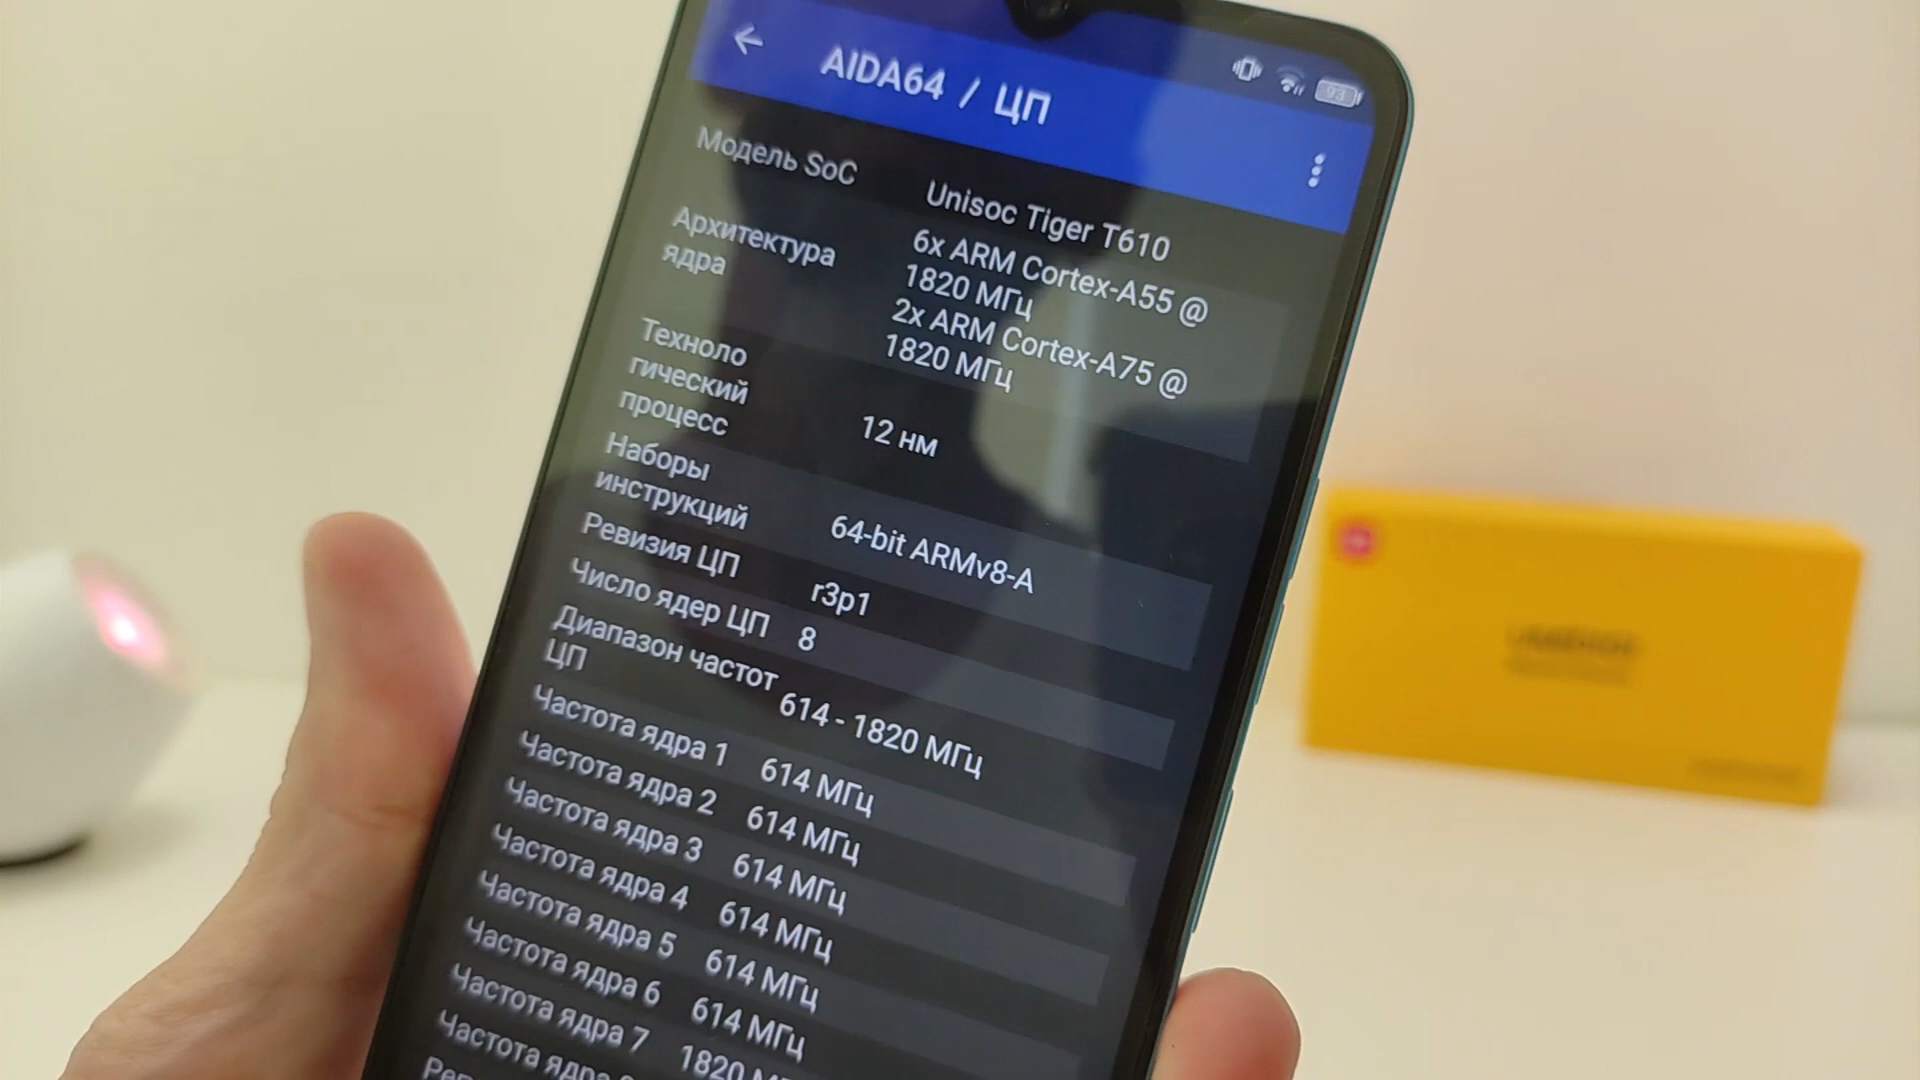 93
AIDA64 / ЦП
Модель SoC
Unisoc Tiger T610
Архитектура
ядра
6x ARM Cortex-A55 @
1820 МГц
2x ARM Cortex-A75 @
1820 МГц
Техноло
гический
процесс
12 нм
Наборы
инструкций
64-bit ARMv8-A
Ревизия ЦП
r3p1
Число ядер ЦП
8
Диапазон частот
ЦП
614 - 1820 МГц
Частота ядра 1
614 МГц
Частота ядра 2
614 МГц
Частота ядра 3
614 МГц
Частота ядра 4
614 МГц
Частота ядра 5
614 МГц
Частота ядра 6
614 МГц
Частота ядра 7
1820
Частота ядра